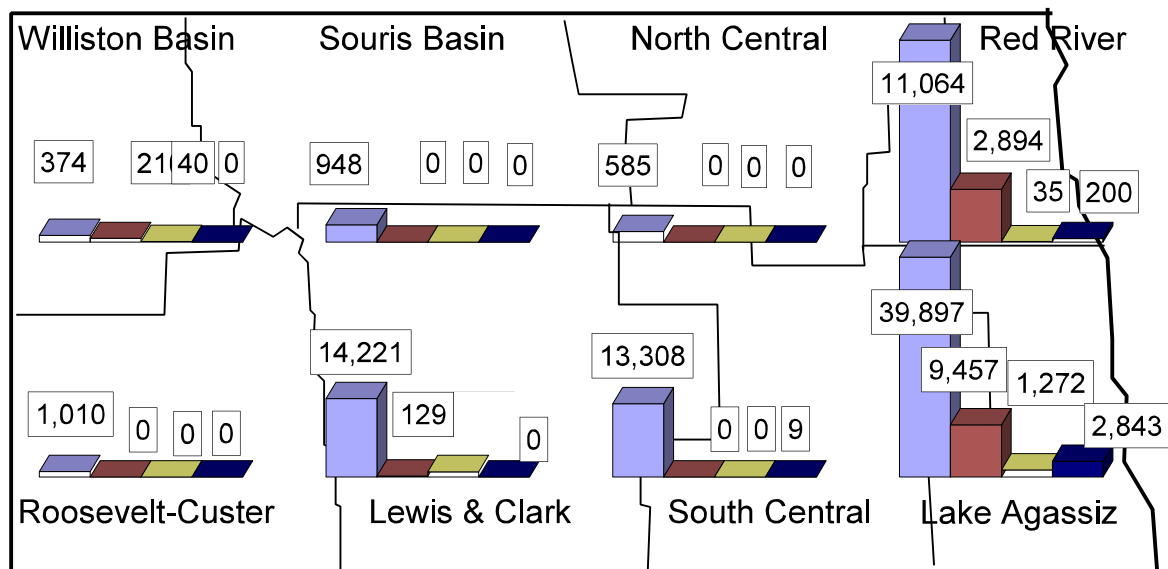 Williston Basin Souris Basin North Central Red River
11,064
2,894
374 40 0 948 0 0 0 585 0 0 0 35 200
39,897
14,221 13,308
9,457 1,272
1,010 0 0 0 129 0 0 0 9 2,843
Roosevelt-Custer Lewis & Clark South Central Lake Agassiz